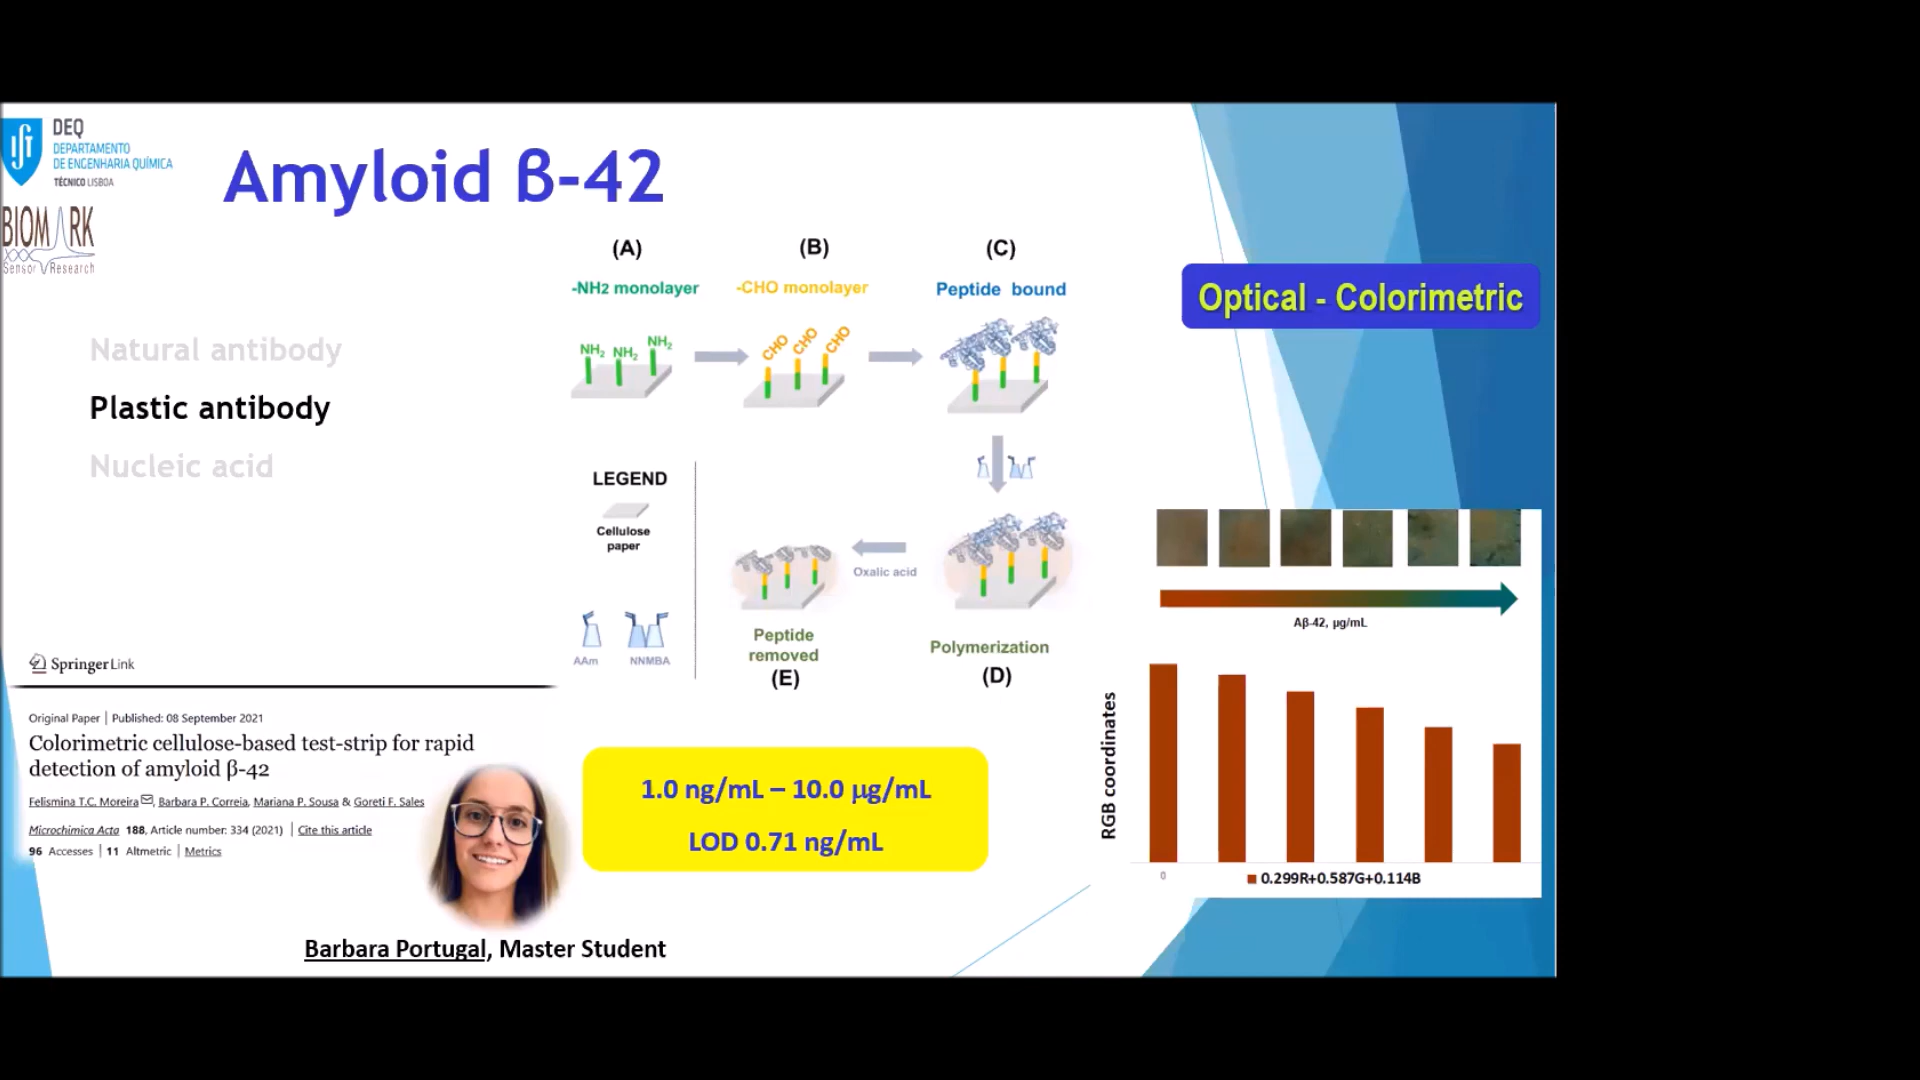 DEQ
DEPARTAMENTO
DE ENGENHARIA QUÍMICA
TÉCNICO LISBOA
BIOMARK
Sensor Research
Amyloid ß-42
Natural antibody
Plastic antibody
Nucleic acid
(A)
(B)
(C)
-NH2 monolayer
-CHO monolayer
Peptide bound
NH2 NH2 NH2
CHO CHO CHO
Optical - Colorimetric
LEGEND
Cellulose
paper
AAm
NNMBA
Oxalic acid
Peptide
removed
(E)
Polymerization
(D)
SpringerLink
Original Paper | Published: 08 September 2021
Colorimetric cellulose-based test-strip for rapid
detection of amyloid β-42
Felismina T.C. Moreira, Barbara P. Correia, Mariana P. Sousa & Goreti F. Sales
Microchimica Acta 188, Article number: 334 (2021) | Cite this article
96 Accesses | 11 Altmetric | Metrics
Barbara Portugal, Master Student
1.0 ng/mL – 10.0 µg/mL
LOD 0.71 ng/mL
Aβ-42, µg/mL
RGB coordinates
0
0.299R+0.587G+0.114B